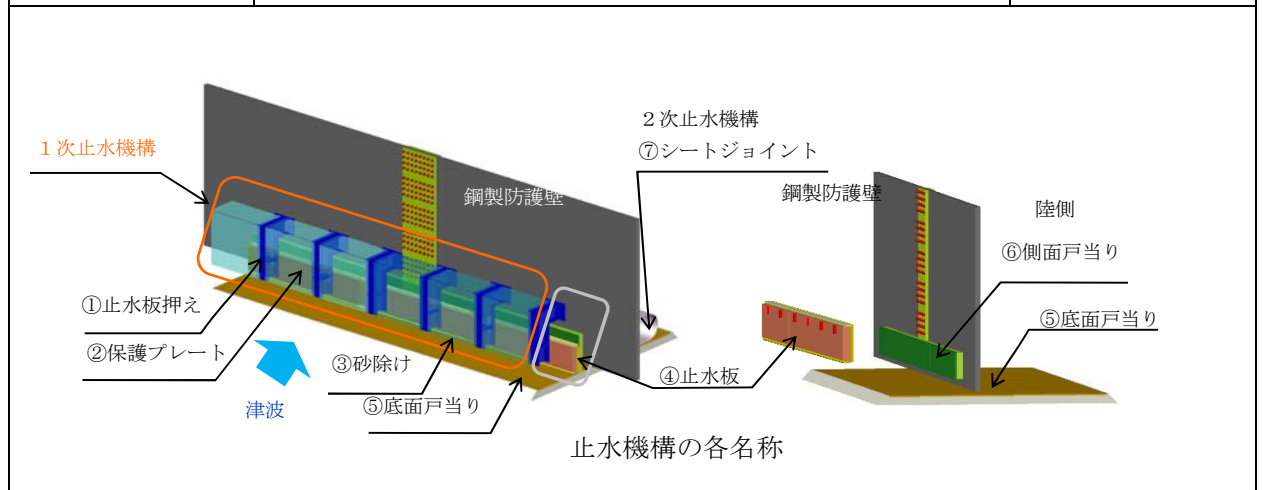 1次止水機構
鋼製防護壁
2次止水機構
⑦シートジョイント
鋼製防護壁
陸側
⑥側面戸当り
⑤底面戸当り
①止水板押え
②保護プレート
③砂除け
④止水板
津波
⑤底面戸当り
止水機構の各名称